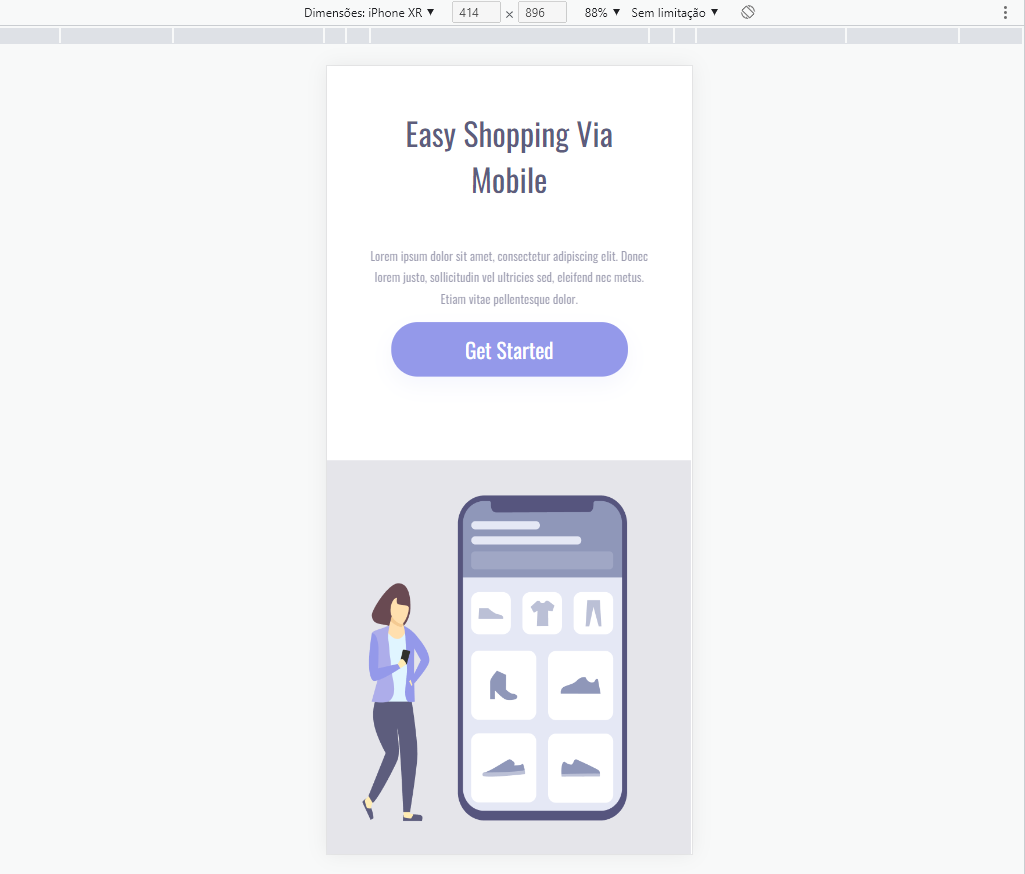 Dimensões: iPhone XR ▼ 414 × 896 88% ▼ Sem limitação ▼
Easy Shopping Via
Mobile
Lorem ipsum dolor sit amet, consectetur adipiscing elit. Donec
lorem justo, sollicitudin vel ultricies sed, eleifend nec metus.
Etiam vitae pellentesque dolor.
Get Started